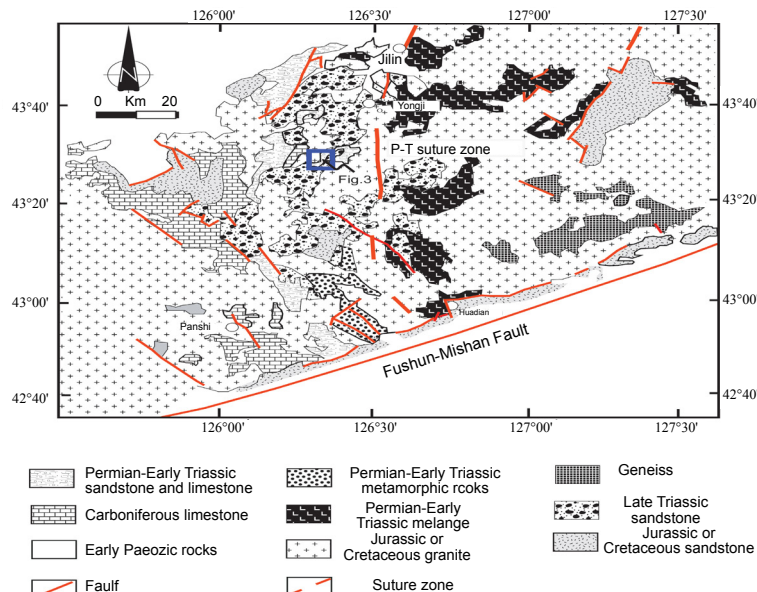 126°00′ 126°50′ 127°00′ 127°50′
Jilin
43°40′ 0 Km 20 Yongji 43°40′
P-T suture zone
Fig.3
43°20′ 43°20′
43°00′ 43°00′
Panshi Huadian
Fushun-Mishan Fault
42°40′ 42°40′
126°00′ 126°50′ 127°00′ 127°50′
Permian-Early Triassic
sandstone and limestone
Permian-Early Triassic
metamorphic rcoks
Geneiss
Carboniferous limestone
Permian-Early
Triassic melange
Late Triassic
sandstone
Early Paeozic rocks
Jurassic or
Cretaceous granite
Jurassic or
Cretaceous sandstone
Faulf
Suture zone